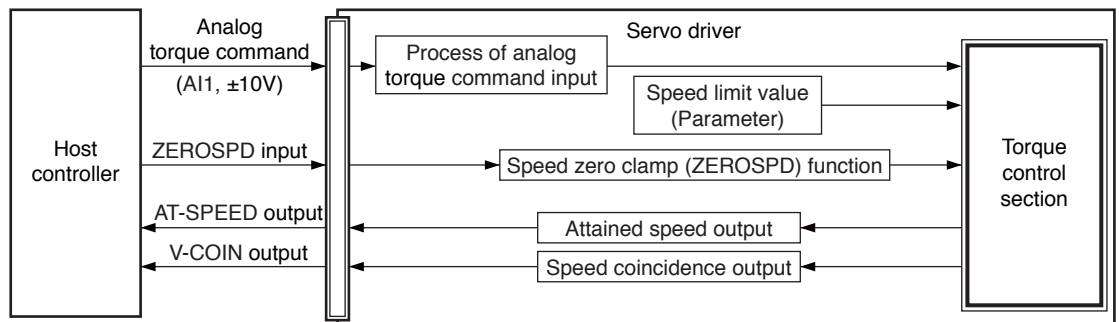 Host
controller
Analog
torque command
(AI1, ±10V)
ZEROSPD input
AT-SPEED output
V-COIN output
Servo driver
Process of analog
torque command input
Speed limit value
(Parameter)
Speed zero clamp (ZEROSPD) function
Attained speed output
Speed coincidence output
Torque
control
section